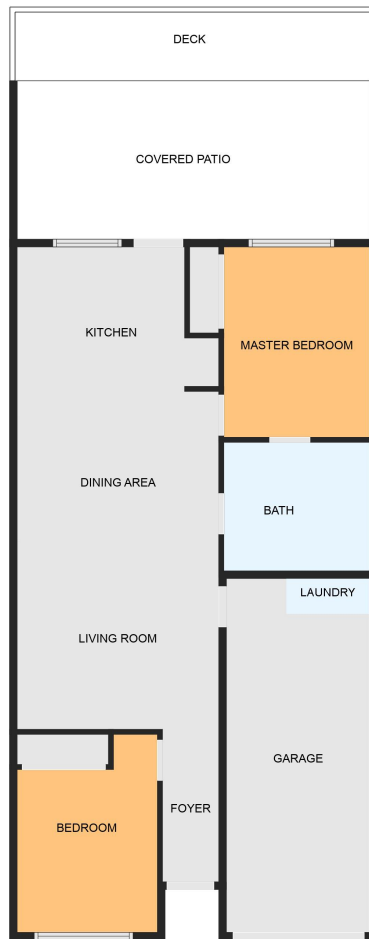 DECK
COVERED PATIO
KITCHEN
MASTER BEDROOM
DINING AREA
BATH
LAUNDRY
LIVING ROOM
GARAGE
FOYER
BEDROOM